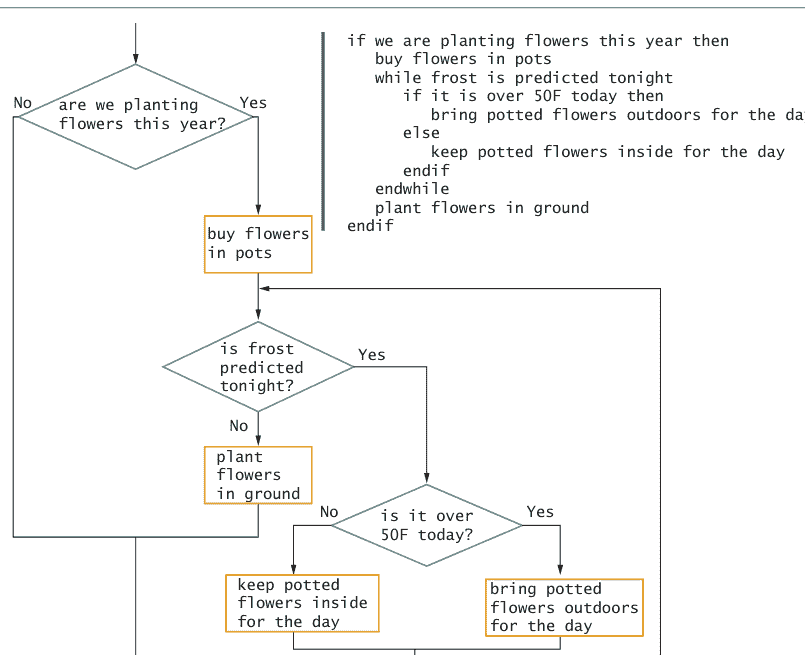 if we are planting flowers this year then
buy flowers in pots
while frost is predicted tonight
if it is over 50F today then
bring potted flowers outdoors for the
else
keep potted flowers inside for the day
endif
endwhile
plant flowers in ground
endif
No
are we planting
flowers this year?
Yes
buy flowers
in pots
is frost
predicted
tonight?
Yes
No
plant
flowers
in ground
No
is it over
50F today?
Yes
keep potted
flowers inside
for the day
bring potted
flowers outdoors
for the day